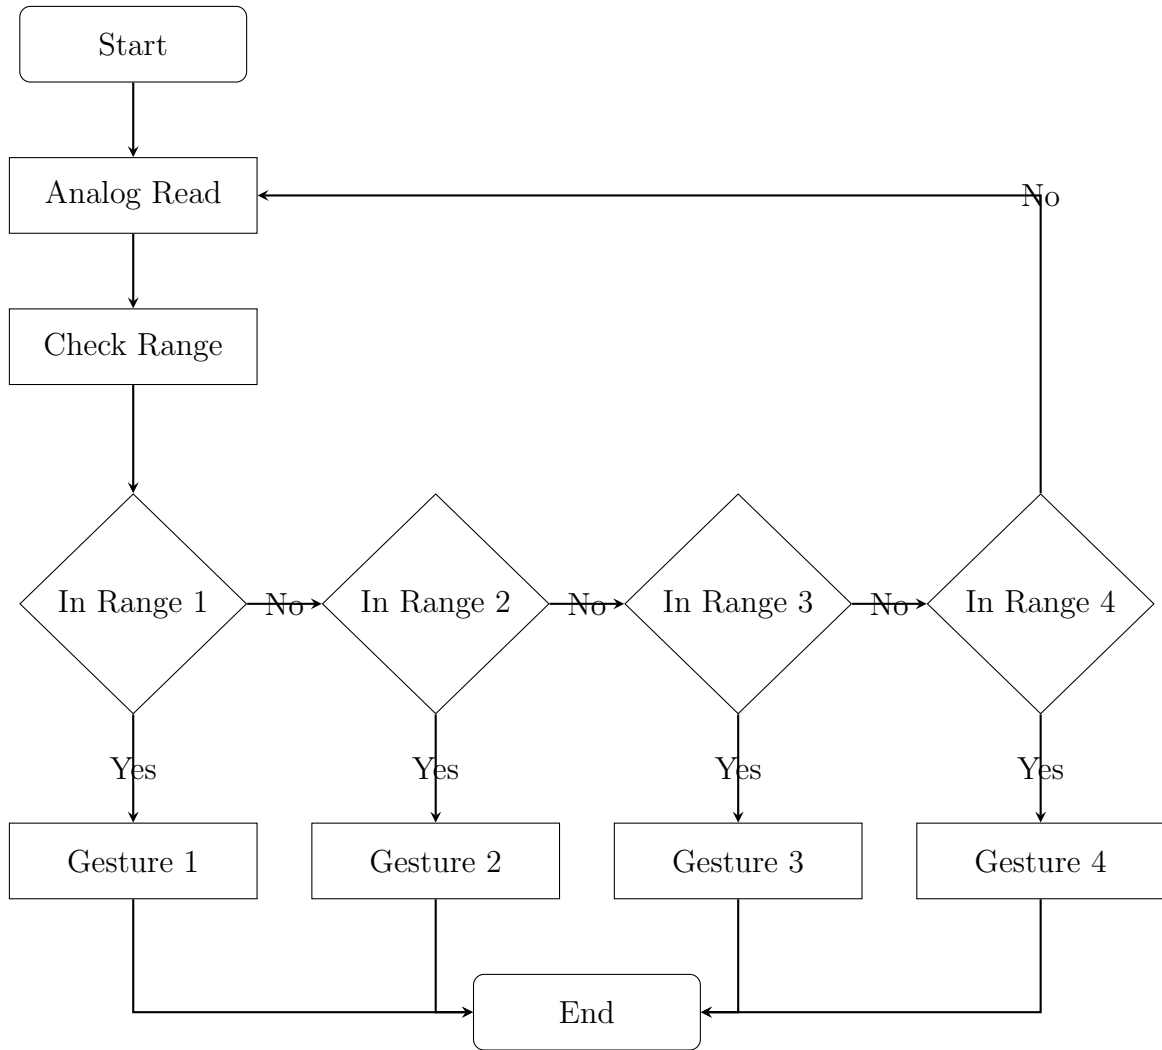 Start
Analog Read
No
Check Range
In Range 1
No
In Range 2
No
In Range 3
No
In Range 4
Yes
Yes
Yes
Yes
Gesture 1
Gesture 2
Gesture 3
Gesture 4
End